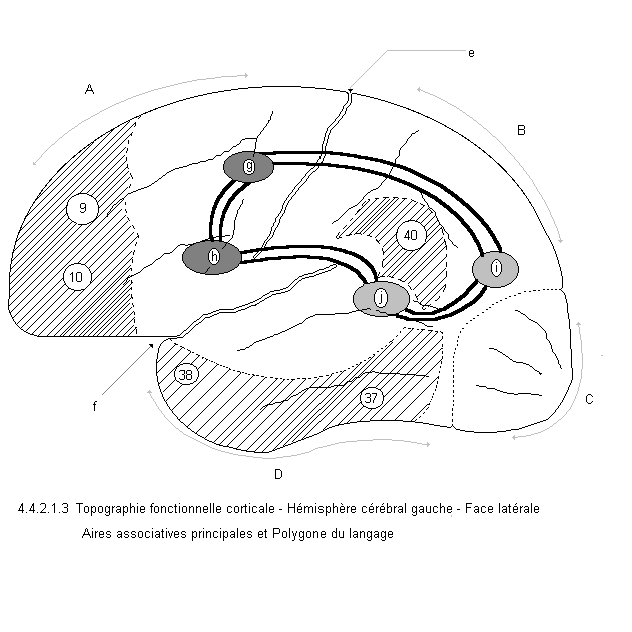 e
A
B
9
g
40
h
i
10
j
38
37
C
f
D
4.4.2.1.3 Topographie fonctionnelle corticale - Hémisphère cérébral gauche - Face latérale
Aires associatives principales et Polygone du langage